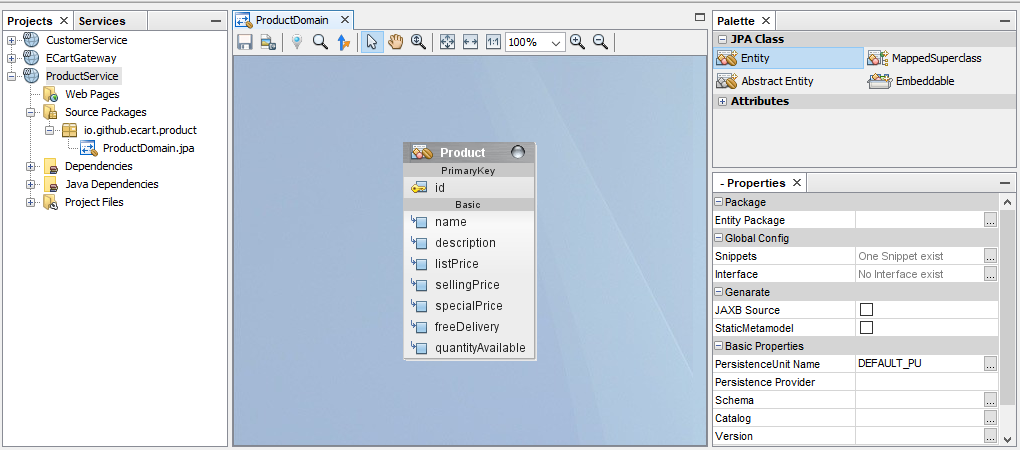 Projects
Services
CustomerService
ECartGateway
ProductService
Web Pages
Source Packages
io.github.ecart.product
ProductDomain.jpa
Dependencies
Java Dependencies
Project Files
ProductDomain
1:1
100%
Product
PrimaryKey
id
Basic
name
description
listPrice
sellingPrice
specialPrice
freeDelivery
quantityAvailable
Palette
JPA Class
Entity
MappedSuperclass
Abstract Entity
Embeddable
Attributes
- Properties
Package
Entity Package
...
Global Config
Snippets One Snippet exist ...
Interface No Interface exist ...
Genarate
JAXB Source
StaticMetamodel
Basic Properties
PersistenceUnit Name DEFAULT_PU ...
Persistence Provider
Schema ...
Catalog ...
Version ...